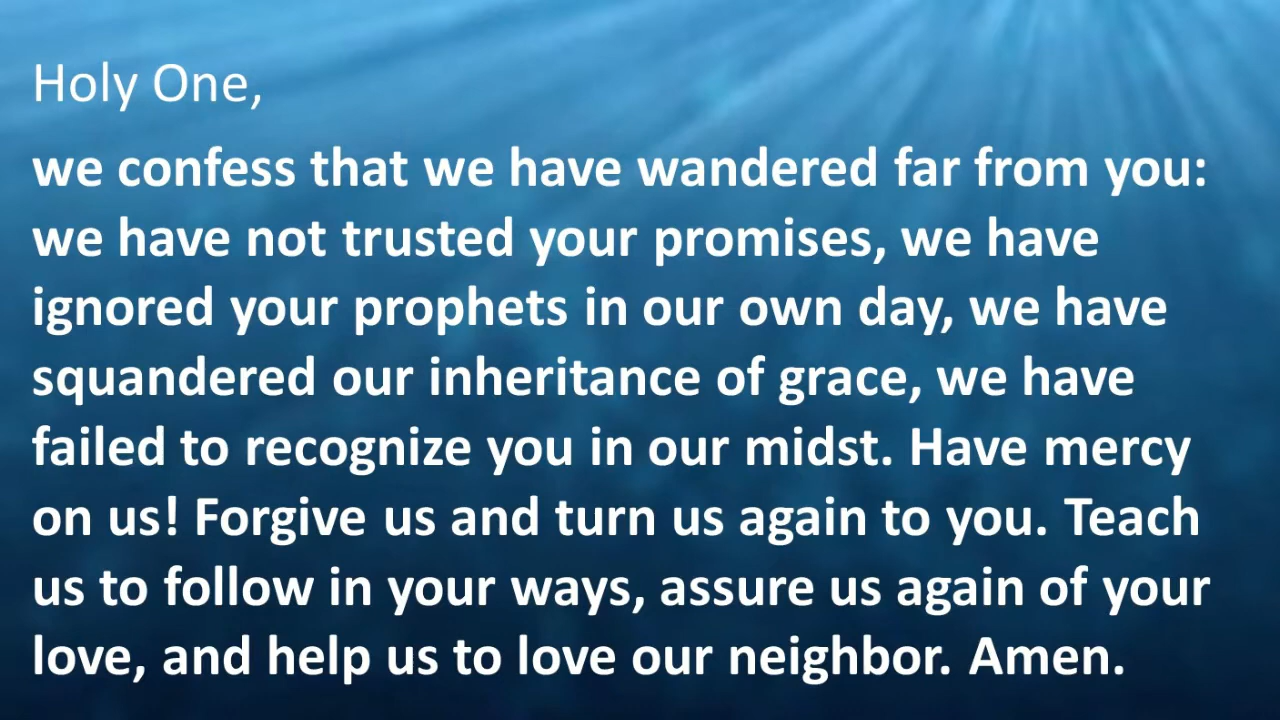 Holy One,
we confess that we have wandered far from you:
we have not trusted your promises, we have
ignored your prophets in our own day, we have
squandered our inheritance of grace, we have
failed to recognize you in our midst. Have mercy
on us! Forgive us and turn us again to you. Teach
us to follow in your ways, assure us again of your
love, and help us to love our neighbor. Amen.